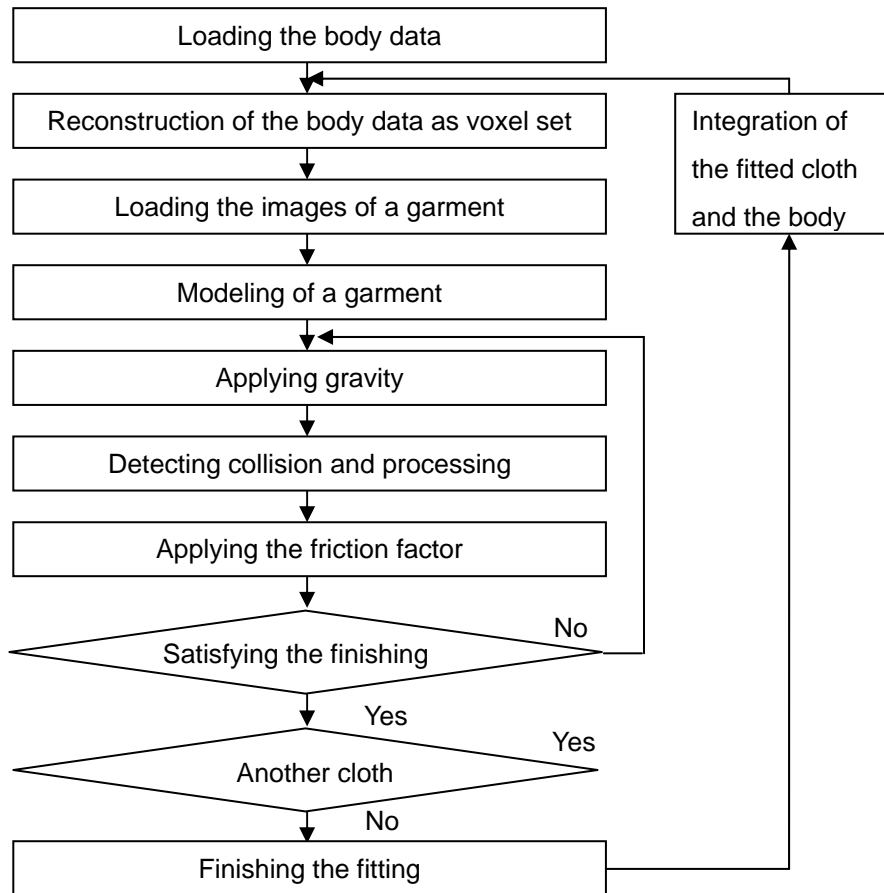 Loading the body data
Reconstruction of the body data as voxel set
Integration of
the fitted cloth
and the body
Loading the images of a garment
Modeling of a garment
Applying gravity
Detecting collision and processing
Applying the friction factor
No
Satisfying the finishing
Yes
Yes
Another cloth
No
Finishing the fitting